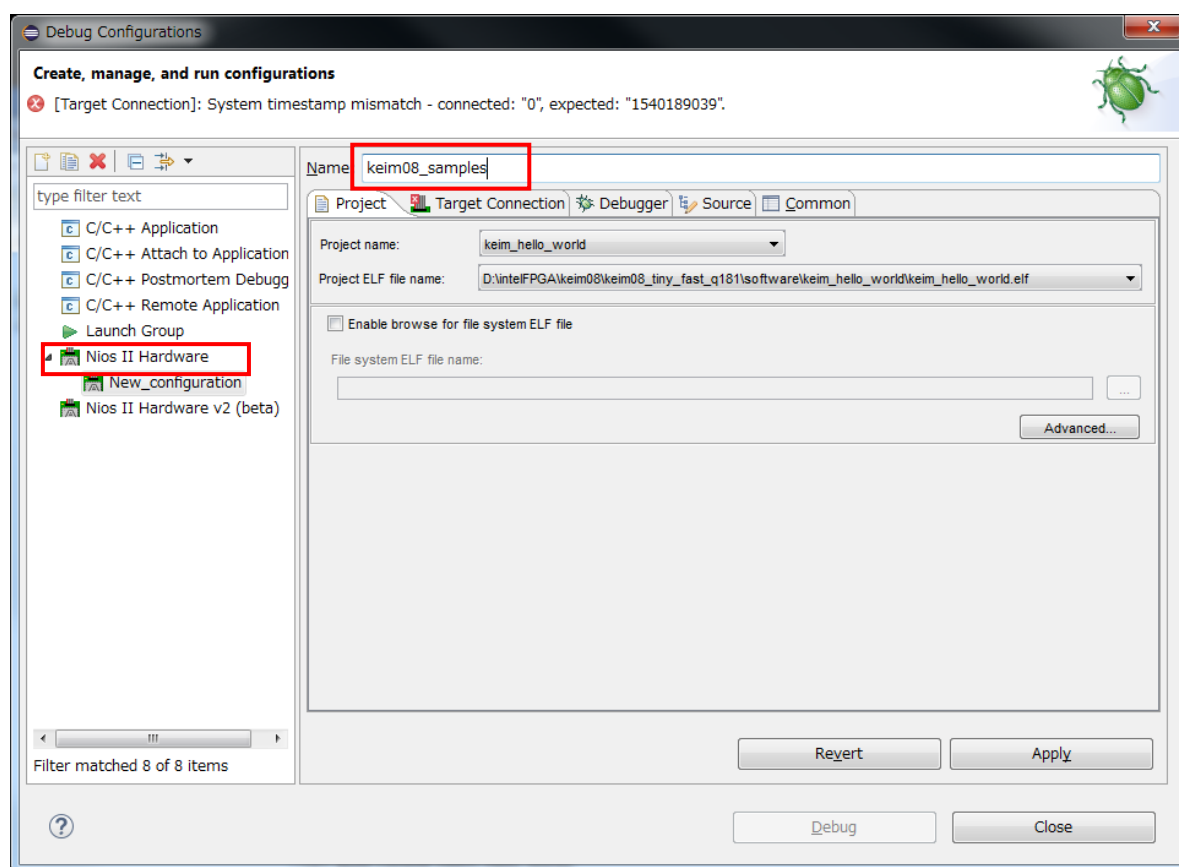 Debug Configurations
Create, manage, and run configurations
[Target Connection]: System timestamp mismatch - connected: "0", expected: "1540189039".
type filter text
C/C++ Application
C/C++ Attach to Application
C/C++ Postmortem Debugg
C/C++ Remote Application
Launch Group
Nios II Hardware
New_configuration
Nios II Hardware v2 (beta)
Filter matched 8 of 8 items
Name keim08_samples
Project Target Connection Debugger Source Common
Project name: keim_hello_world
Project ELF file name: D:\intelFPGA\keim08\keim08_tiny_fast_q181\software\keim_hello_world\keim_hello_world.elf
Enable browse for file system ELF file
File system ELF file name:
...
Advanced...
Revert Apply
Debug Close